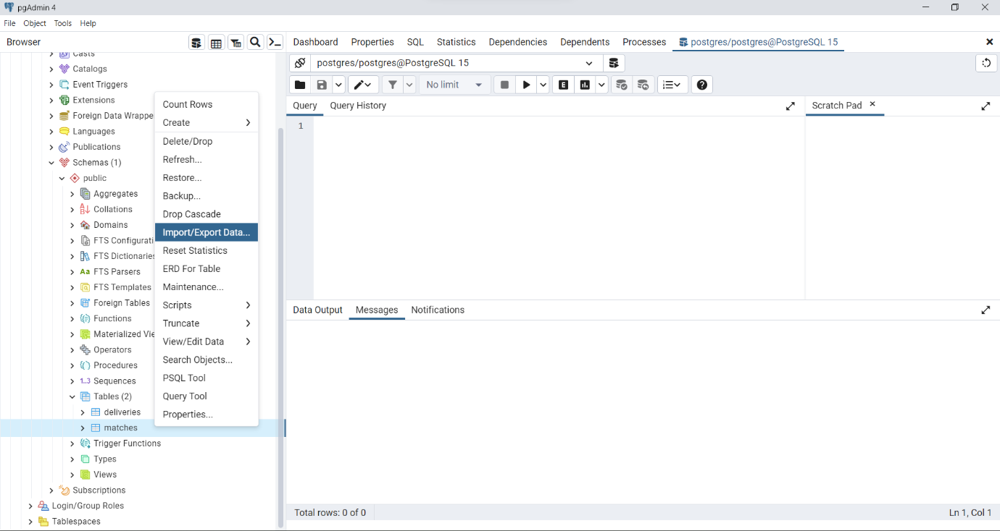 pgAdmin 4
File Object Tools Help
Browser
Dashboard Properties SQL Statistics Dependencies Dependents Processes postgres/postgres@PostgreSQL 15
postgres/postgres@PostgreSQL 15
No limit
E
Query Query History
Scratch Pad
1
Casts
Catalogs
Event Triggers
Extensions
Foreign Data Wrappe
Languages
Publications
Schemas (1)
public
Aggregates
Collations
Domains
FTS Configurati
FTS Dictionaries
Aa FTS Parsers
FTS Templates
Foreign Tables
Functions
Materialized Vie
Operators
Procedures
1..3 Sequences
Tables (2)
deliveries
matches
Trigger Functions
Types
Views
Subscriptions
Login/Group Roles
Tablespaces
Count Rows
Create
Delete/Drop
Refresh...
Restore...
Backup...
Drop Cascade
Import/Export Data...
Reset Statistics
ERD For Table
Maintenance...
Scripts
Truncate
View/Edit Data
Search Objects...
PSQL Tool
Query Tool
Properties...
Data Output Messages Notifications
Total rows: 0 of 0
Ln 1, Col 1